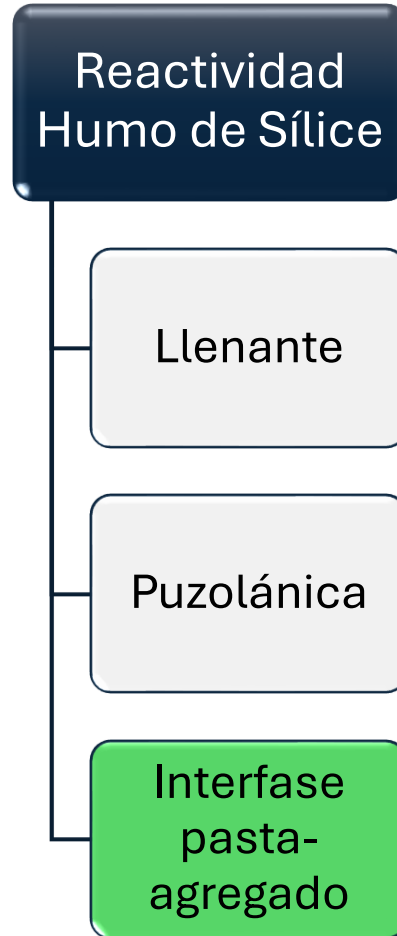 Reactividad
Humo de Sílice
Llenante
Puzolánica
Interfase
pasta-
agregado